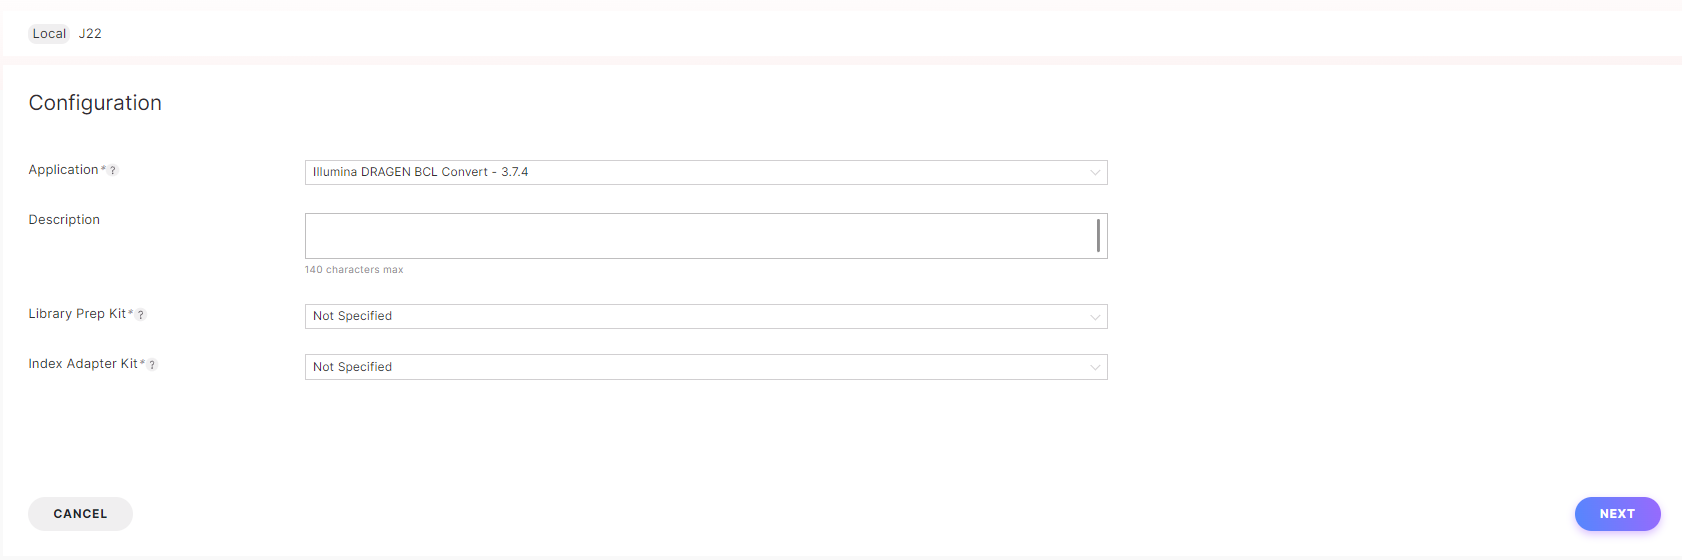 Local J22
Configuration
Application*?
Illumina DRAGEN BCL Convert - 3.7.4
Description
140 characters max
Library Prep Kit*?
Not Specified
Index Adapter Kit*?
Not Specified
CANCEL
NEXT